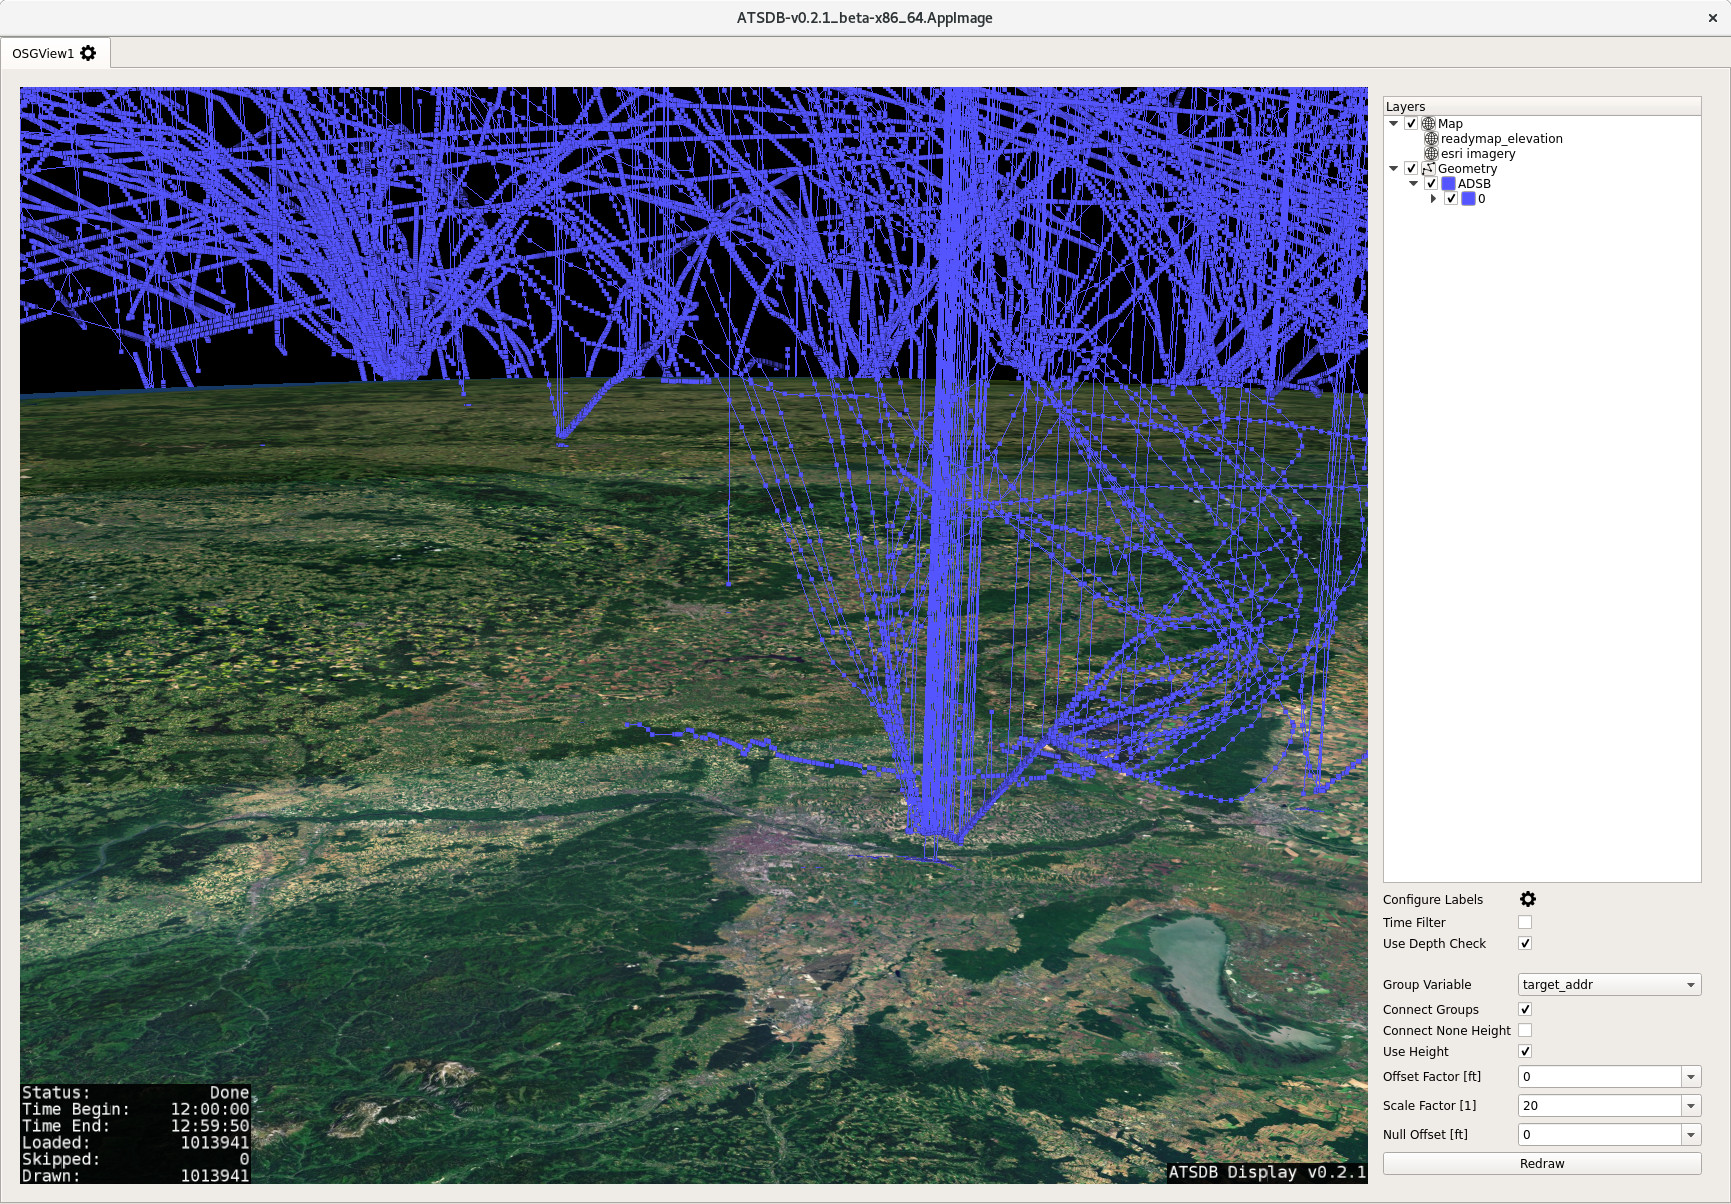 ATSDB-v0.2.1_beta-x86_64.AppImage
OSGView1
Layers
Map
readymap_elevation
esri imagery
Geometry
ADSB
0
Configure Labels
Time Filter
Use Depth Check
Group Variable target_addr
Connect Groups
Connect None Height
Use Height
Offset Factor [ft] 0
Scale Factor [1] 20
Null Offset [ft] 0
Redraw
Status: Done
Time Begin: 12:00:00
Time End: 12:59:50
Loaded: 1013941
Skipped: 0
Drawn: 1013941
ATSDB Display v0.2.1